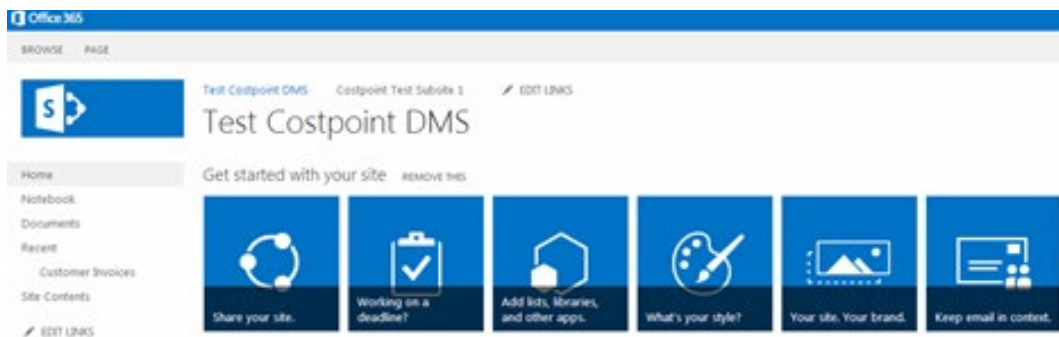 Office 365
BROWSE PAGE
S
Test Costpoint DMS Costpoint Test Subsite 1 EDIT LINKS
Test Costpoint DMS
Home
Get started with your site REMOVE THIS
Notebook
Documents
Recent
Customer Invoices
Site Contents
EDIT LINKS
Share your site.
Working on a
deadline?
Add lists, libraries,
and other apps.
What's your style?
Your site. Your brand.
Keep email in context.